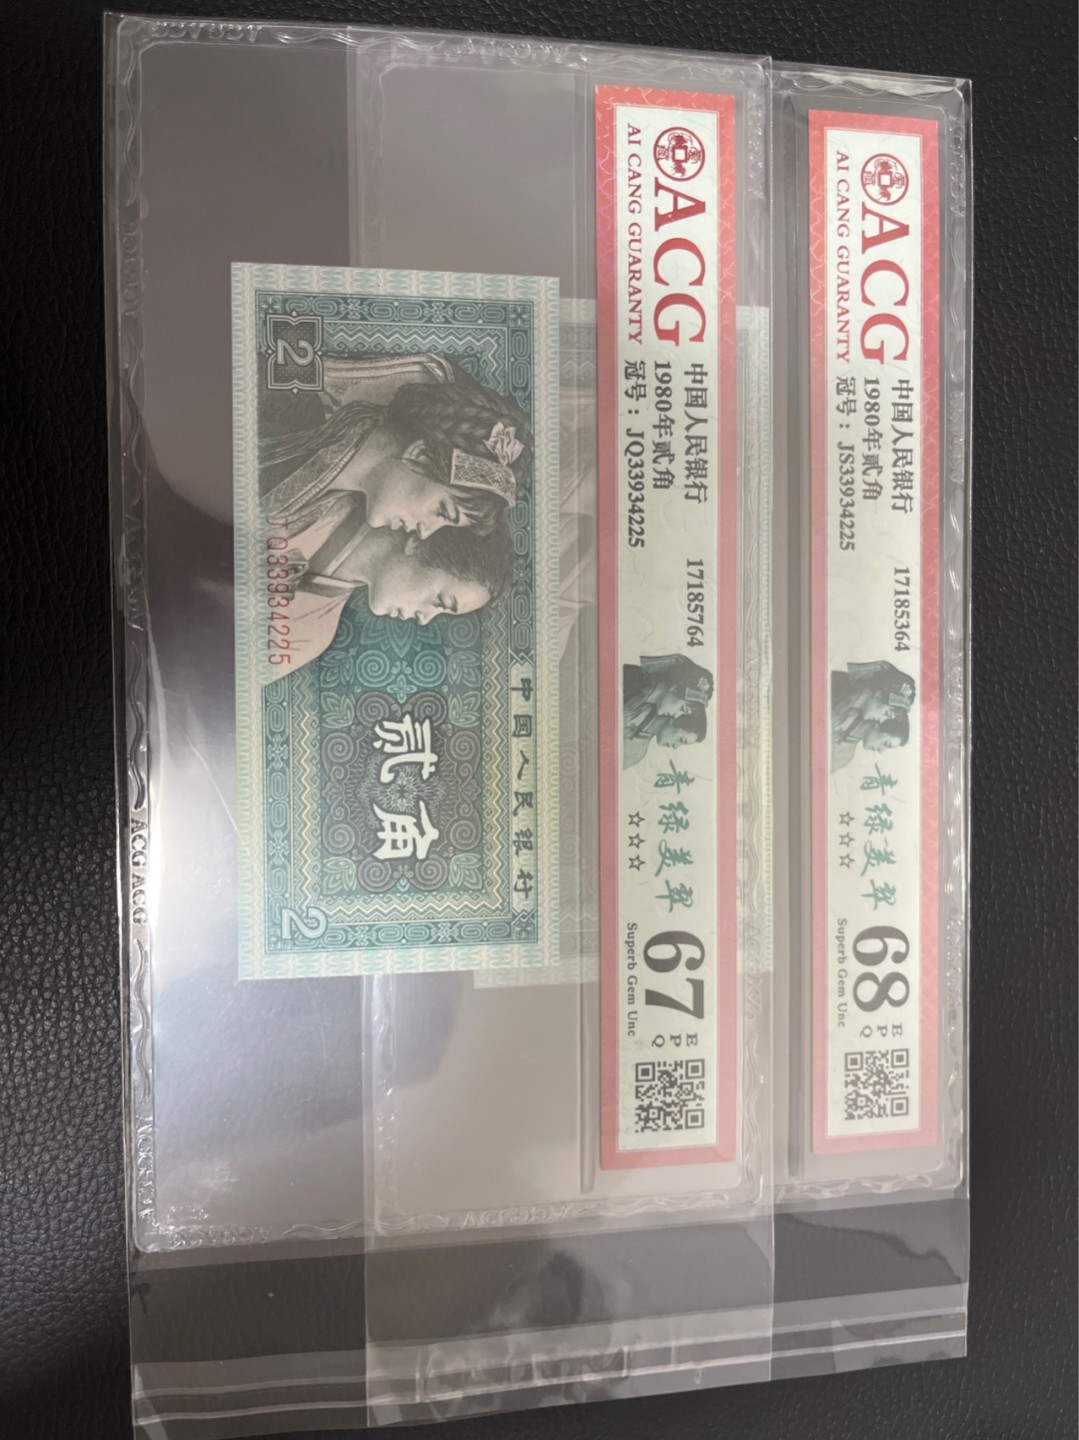 ACG
AI CANG GUARANTY
中国人民银行 17185764
1980年贰角
冠号：JQ33934225
青绿美翠
☆☆☆
67
EPQ
Superb Gem Unc
ACG
AI CANG GUARANTY
中国人民银行 17185364
1980年贰角
冠号：JS33934225
青绿美翠
☆☆☆
68
EPQ
Superb Gem Unc
中国人民银行
贰角
2
2
JQ33934225
ACGACG